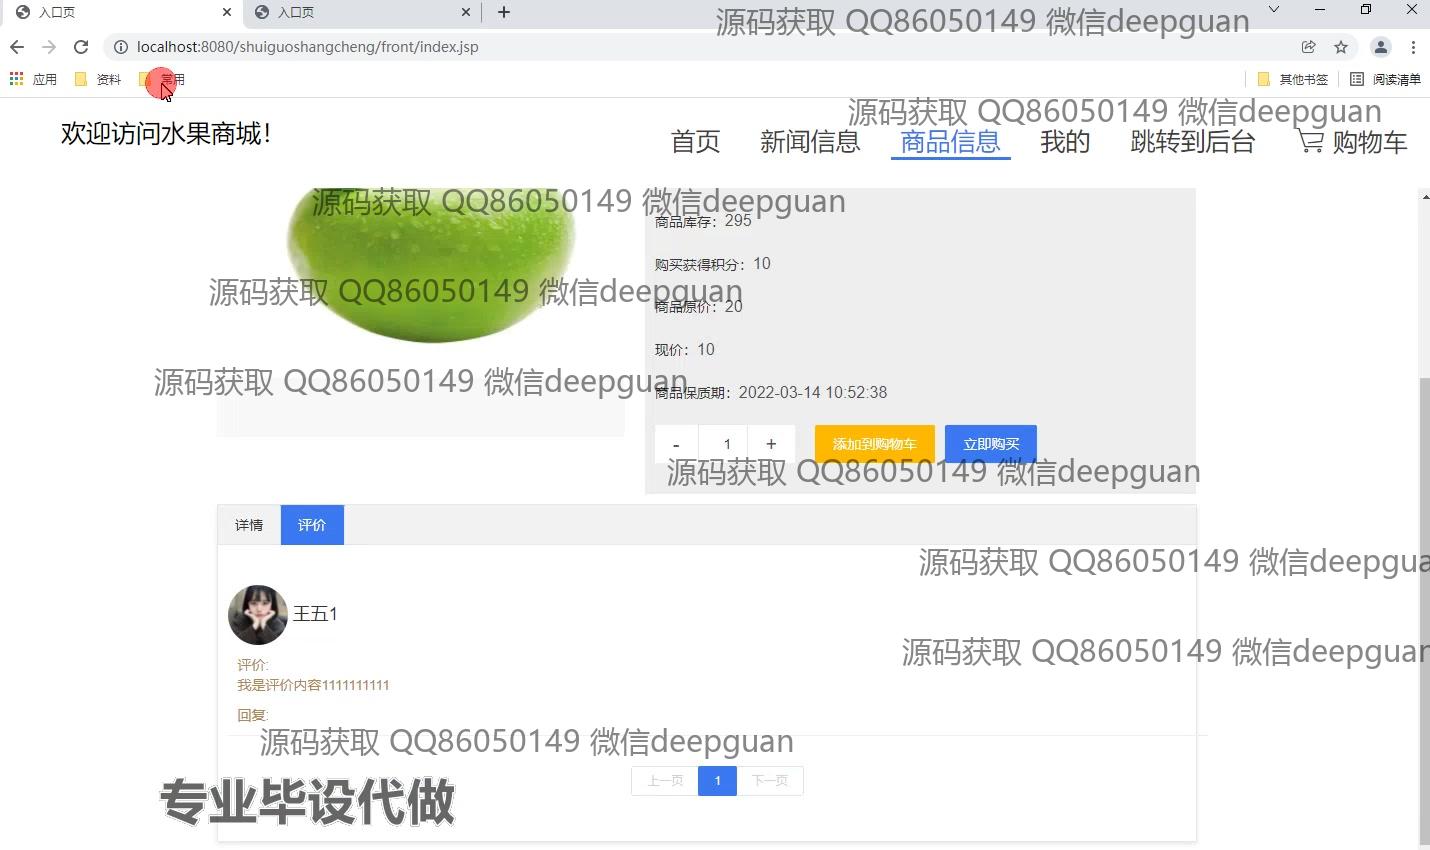 入口页
入口页
源码获取 QQ86050149 微信deepguan
localhost:8080/shuiguoshangcheng/front/index.jsp
应用 资料 常用 其他书签 阅读清单
源码获取 QQ86050149 微信deepguan
欢迎访问水果商城！
首页 新闻信息 商品信息 我的 跳转到后台 购物车
源码获取 QQ86050149 微信deepguan
商品库存：295
购买获得积分：10
源码获取 QQ86050149 微信deepguan
商品原价：20
现价：10
源码获取 QQ86050149 微信deepguan
商品保质期：2022-03-14 10:52:38
- 1 + 添加到购物车 立即购买
源码获取 QQ86050149 微信deepguan
详情 评价
源码获取 QQ86050149 微信deepgua
王五1
源码获取 QQ86050149 微信deepguan
评价:
我是评价内容1111111111
回复:
源码获取 QQ86050149 微信deepguan
上一页 1 下一页
专业毕设代做